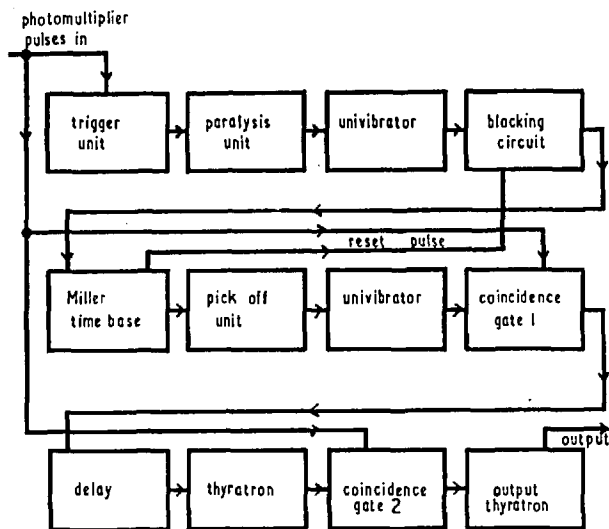 photomultiplier
pulses in
trigger
unit
paralysis
unit
univibrator
blacking
circuit
reset pulse
Miller
time base
pick off
unit
univibrator
coincidence
gate 1
output
delay
thyratron
coincidence
gate 2
output
thyratron